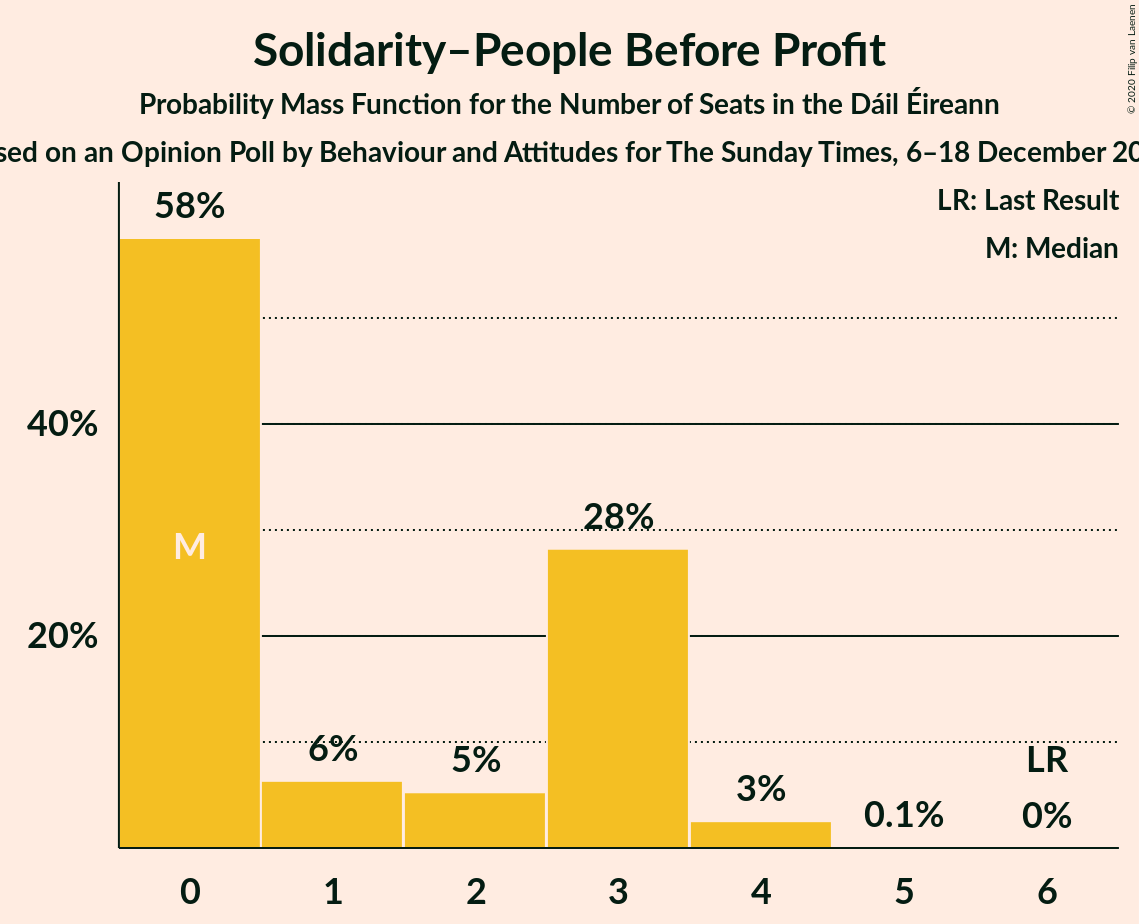 Solidarity–People Before Profit
Probability Mass Function for the Number of Seats in the Dáil Éireann
on an Opinion Poll by Behaviour and Attitudes for The Sunday Times, 6–18 December
© 2020 Filip van Laenen
LR: Last Result
M: Median
58%
40%
28%
M
20%
6%
5%
3%
0.1%
LR
0%
0 1 2 3 4 5 6